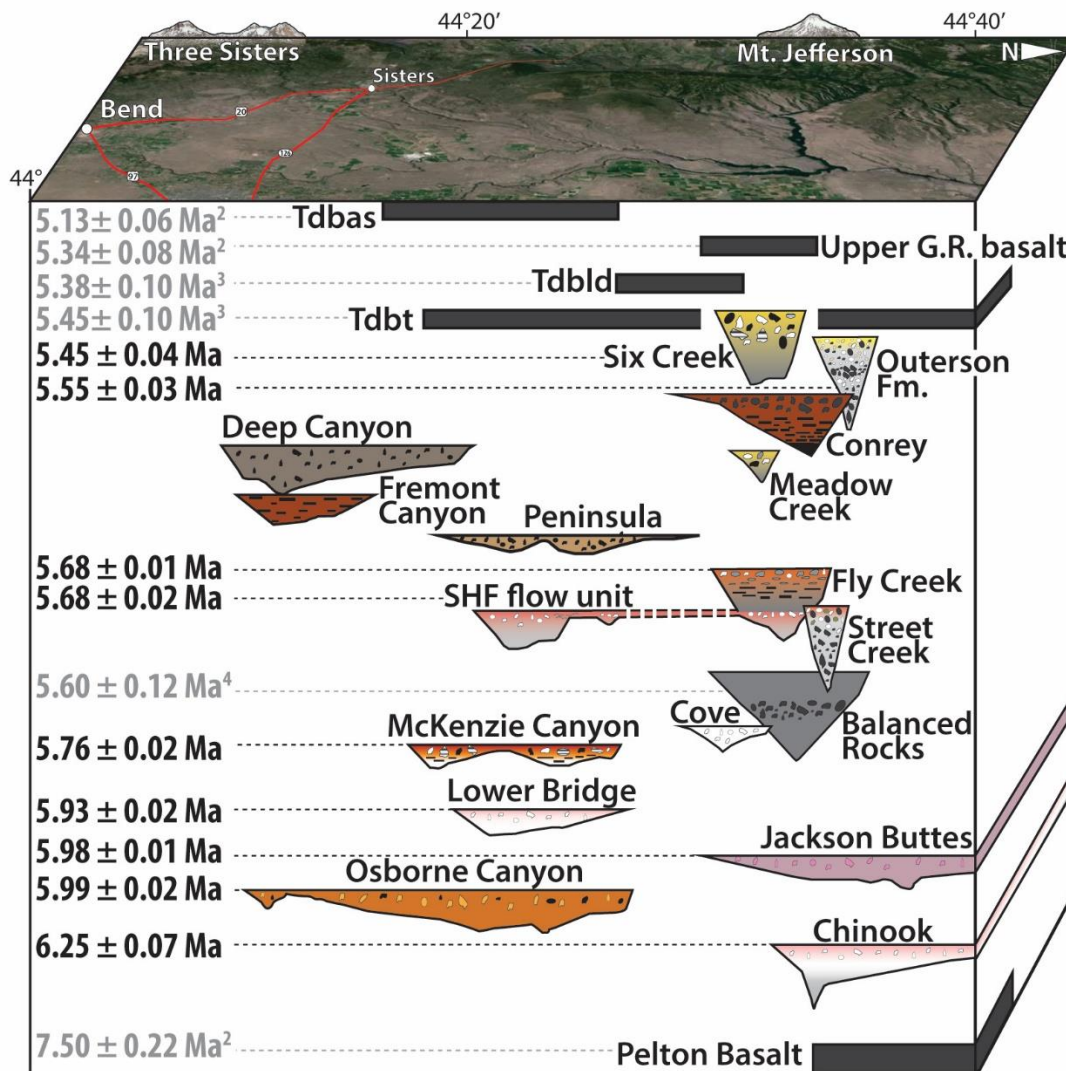 44°20'
44°40'
Three Sisters
Mt. Jefferson
N
Sisters
Bend
20
126
97
44°
5.13± 0.06 Ma²
Tdbas
5.34± 0.08 Ma²
Upper G.R. basalt
5.38± 0.10 Ma³
Tdbld
5.45± 0.10 Ma³
Tdbt
5.45± 0.04 Ma
Six Creek
Outerson
Fm.
5.55± 0.03 Ma
Deep Canyon
Conrey
Fremont
Canyon
Meadow
Creek
Peninsula
5.68 ± 0.01 Ma
Fly Creek
5.68 ± 0.02 Ma
SHF flow unit
Street
Creek
5.60 ± 0.12 Ma⁴
Cove
Balanced
Rocks
McKenzie Canyon
5.76 ± 0.02 Ma
Lower Bridge
5.93 ± 0.02 Ma
Jackson Buttes
5.98 ± 0.01 Ma
Osborne Canyon
5.99 ± 0.02 Ma
Chinook
6.25 ± 0.07 Ma
7.50 ± 0.22 Ma²
Pelton Basalt